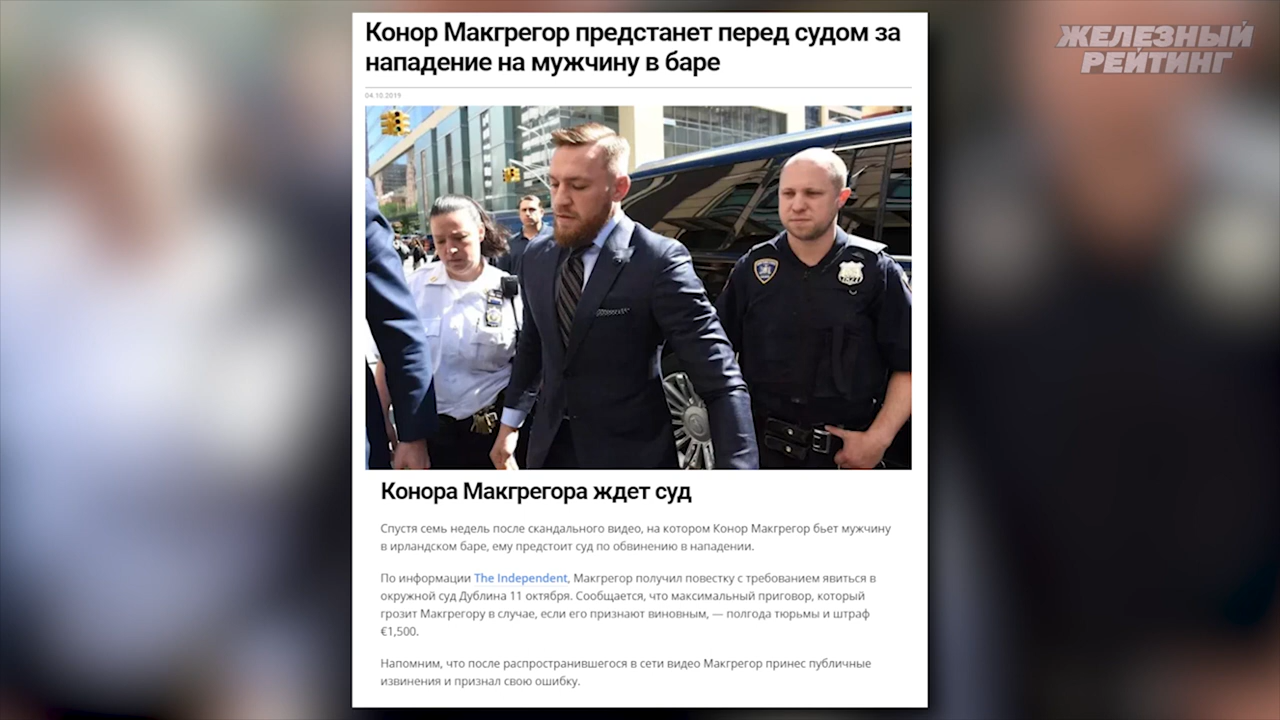 ЖЕЛЕЗНЫЙ
РЕЙТИНГ
Конор Макгрегор предстанет перед судом за
нападение на мужчину в баре
04.10 2019
Конора Макгрегора ждет суд
Спустя семь недель после скандального видео, на котором Конор Макгрегор бьет мужчину
в ирландском баре, ему предстоит суд по обвинению в нападении.
По информации The Independent, Макгрегор получил повестку с требованием явиться в
окружной суд Дублина 11 октября. Сообщается, что максимальный приговор, который
грозит Макгрегору в случае, если его признают виновным, — полгода тюрьмы и штраф
€1,500.
Напомним, что после распространившегося в сети видео Макгрегор принес публичные
извинения и признал свою ошибку.